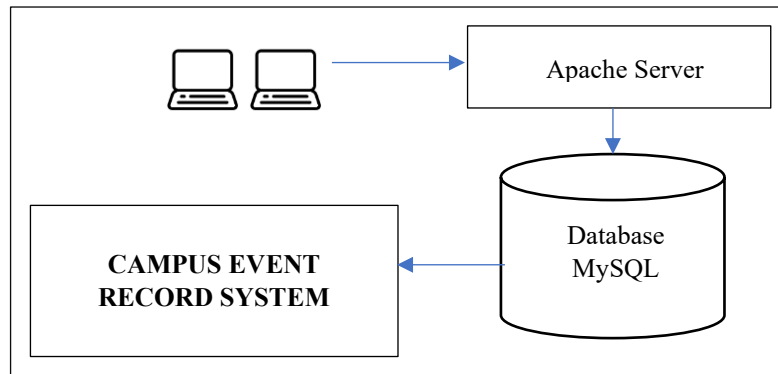 Apache Server
Database
MySQL
CAMPUS EVENT
RECORD SYSTEM